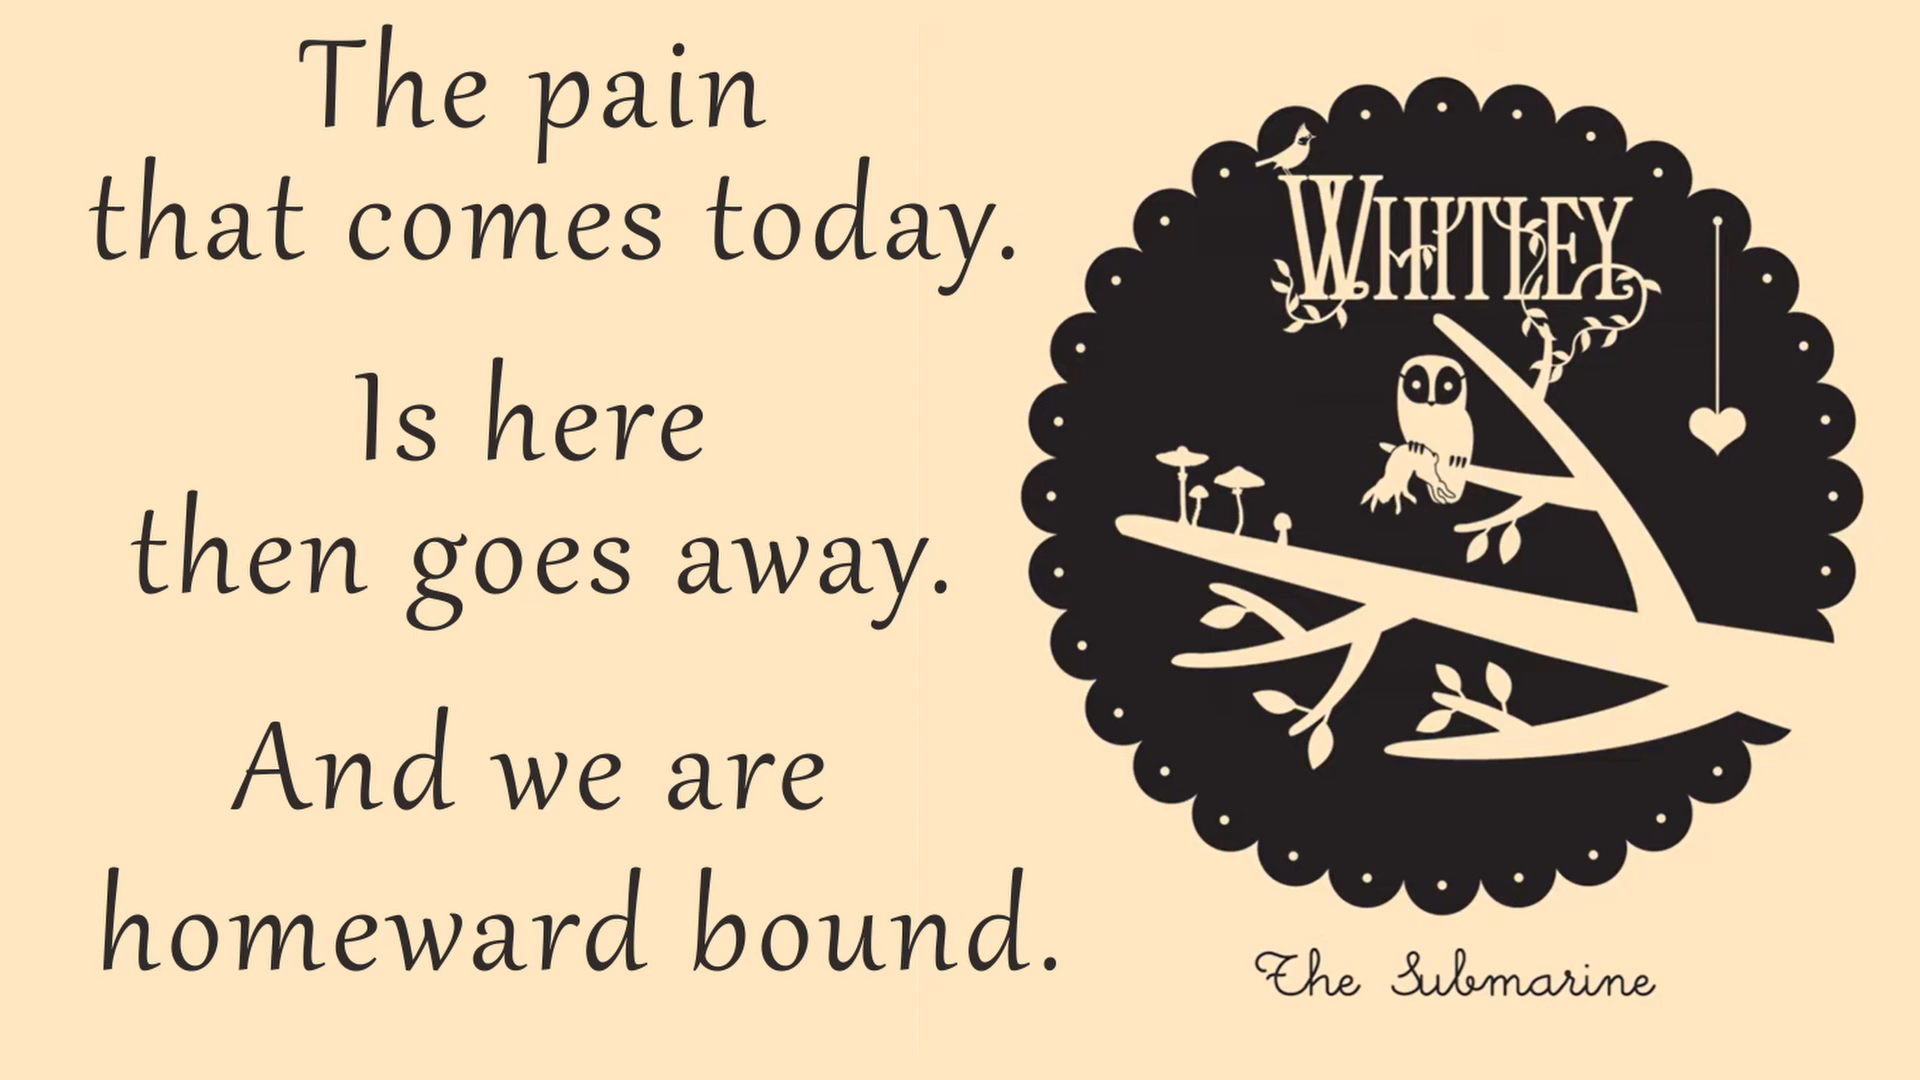 The pain
that comes today.
Is here
then goes away.
And we are
homeward bound.
WHITLEY
The Submarine